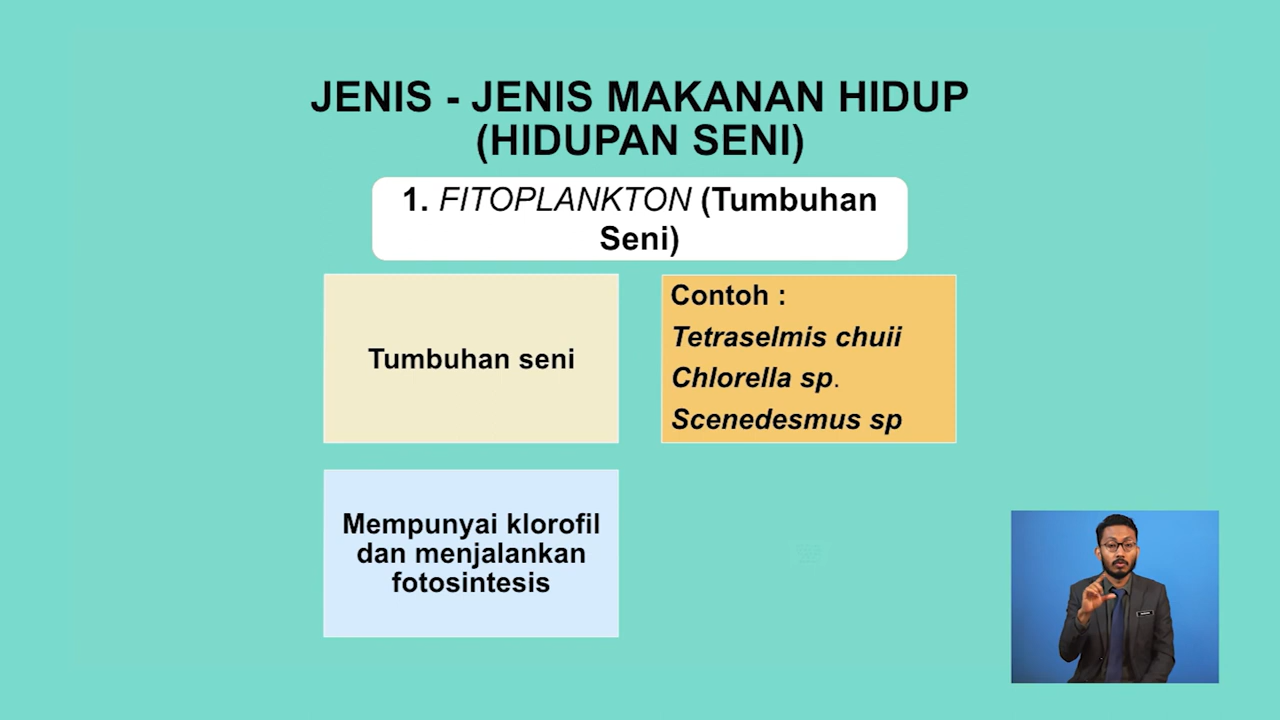 JENIS - JENIS MAKANAN HIDUP
(HIDUPAN SENI)
1. FITOPLANKTON (Tumbuhan
Seni)
Tumbuhan seni
Contoh :
Tetraselmis chuii
Chlorella sp.
Scenedesmus sp
Mempunyai klorofil
dan menjalankan
fotosintesis